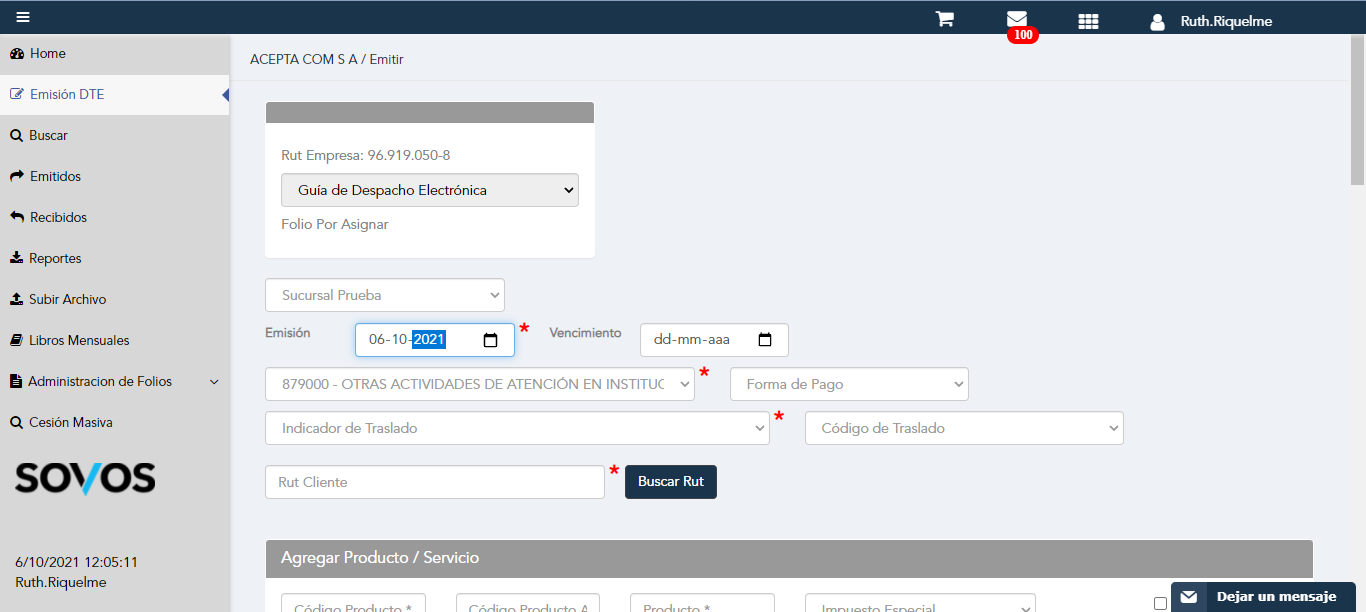 Ruth.Riquelme
100
Home
ACEPTA COM S A / Emitir
Emisión DTE
Buscar
Emitidos
Recibidos
Reportes
Subir Archivo
Libros Mensuales
Administracion de Folios
Cesión Masiva
SOVOS
6/10/2021 12:05:11
Ruth.Riquelme
Rut Empresa: 96.919.050-8
Guía de Despacho Electrónica
Folio Por Asignar
Sucursal Prueba
Emisión 06-10-2021 * Vencimiento dd-mm-aaa
879000 - OTRAS ACTIVIDADES DE ATENCIÓN EN INSTITUC * Forma de Pago
Indicador de Traslado * Código de Traslado
Rut Cliente * Buscar Rut
Agregar Producto / Servicio
Código Producto * Código Producto A Producto * Impuesto Especial
Dejar un mensaje